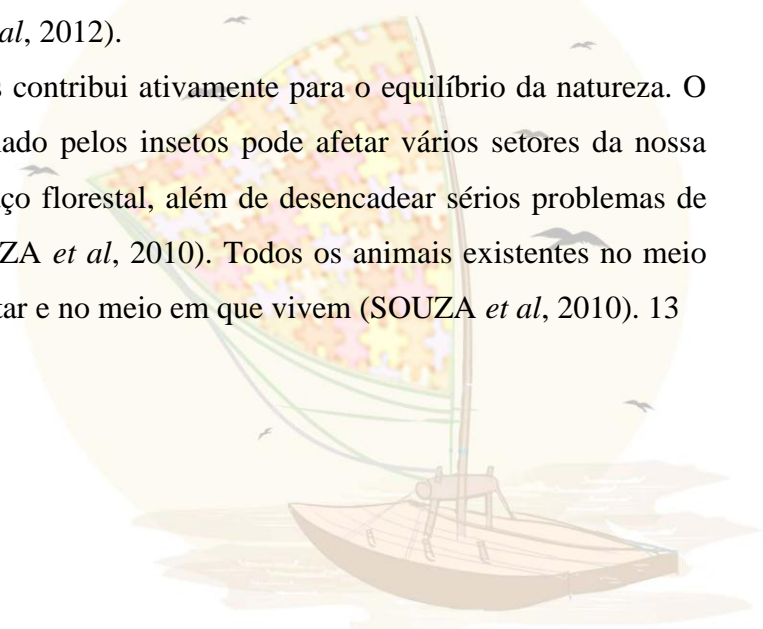 al, 2012).
s contribui ativamente para o equilíbrio da natureza. O
ado pelos insetos pode afetar vários setores da nossa
ço florestal, além de desencadear sérios problemas de
ZA et al, 2010). Todos os animais existentes no meio
tar e no meio em que vivem (SOUZA et al, 2010). 13